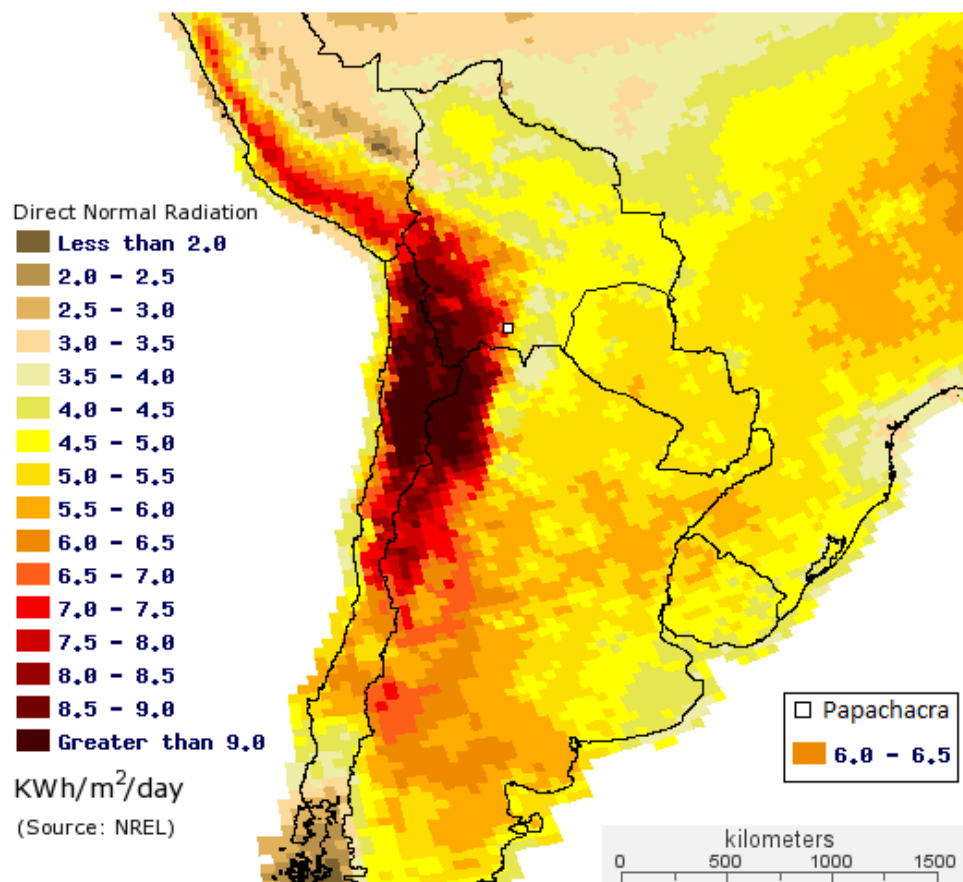 Direct Normal Radiation
Less than 2.0
2.0 - 2.5
2.5 - 3.0
3.0 - 3.5
3.5 - 4.0
4.0 - 4.5
4.5 - 5.0
5.0 - 5.5
5.5 - 6.0
6.0 - 6.5
6.5 - 7.0
7.0 - 7.5
7.5 - 8.0
8.0 - 8.5
8.5 - 9.0
Greater than 9.0
KWh/m²/day
(Source: NREL)
Papachacra
6.0 - 6.5
kilometers
0 500 1000 1500